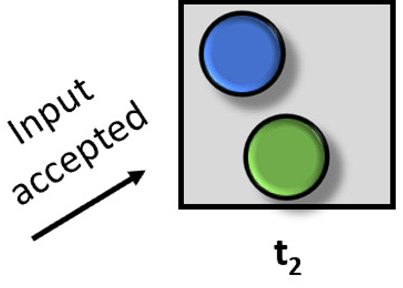 Input
accepted
t₂